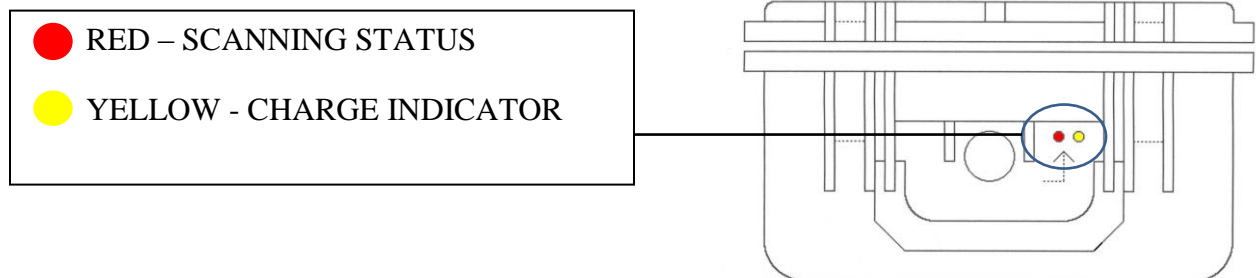 RED – SCANNING STATUS
YELLOW - CHARGE INDICATOR